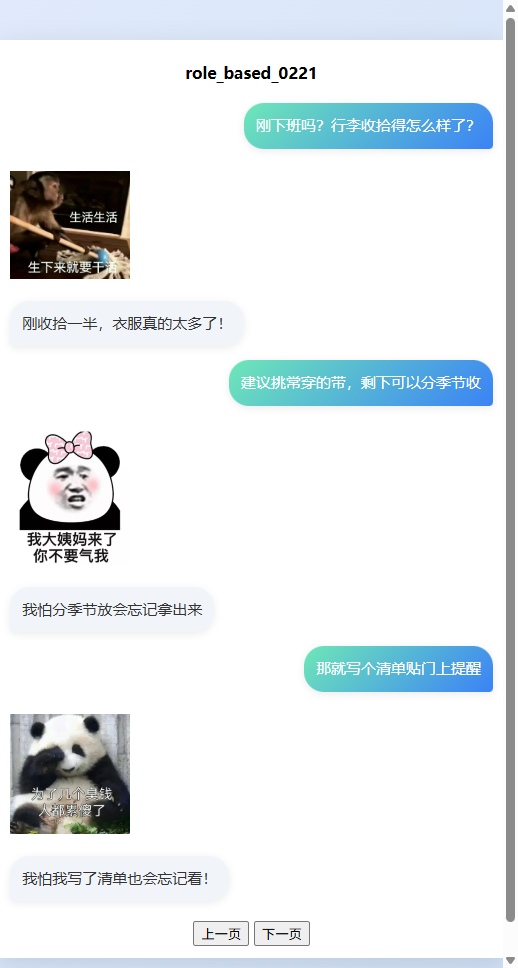 role_based_0221
刚下班吗？行李收拾得怎么样了？
生活生活
生下来就要干活
刚收拾一半，衣服真的太多了！
建议挑常穿的带，剩下可以分季节收
我大姨妈来了
你不要气我
我怕分季节放会忘记拿出来
那就写个清单贴门上提醒
为了几个臭钱
人都累傻了
我怕我写了清单也会忘记看！
上一页 下一页